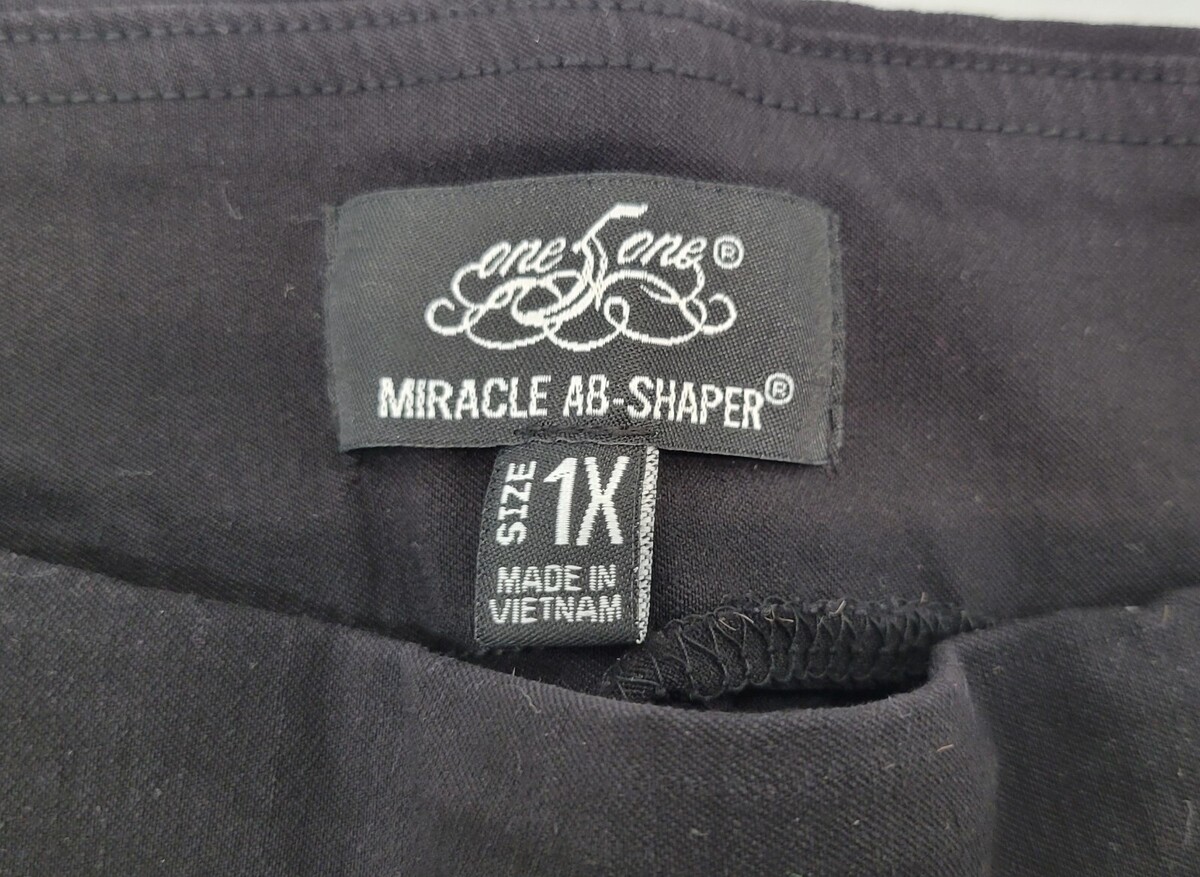 one 5 one®
MIRACLE AB-SHAPER®
SIZE 1X
MADE IN
VIETNAM